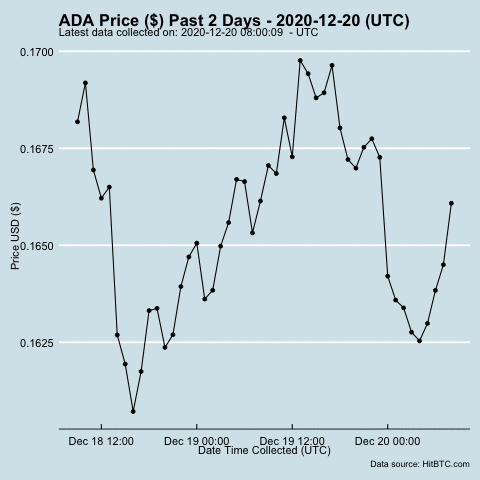 ADA Price ($) Past 2 Days - 2020-12-20 (UTC)
Latest data collected on: 2020-12-20 08:00:09 - UTC
0.1700
0.1675
0.1650
0.1625
Price USD ($)
Dec 18 12:00 Dec 19 00:00 Dec 19 12:00 Dec 20 00:00
Date Time Collected (UTC)
Data source: HitBTC.com